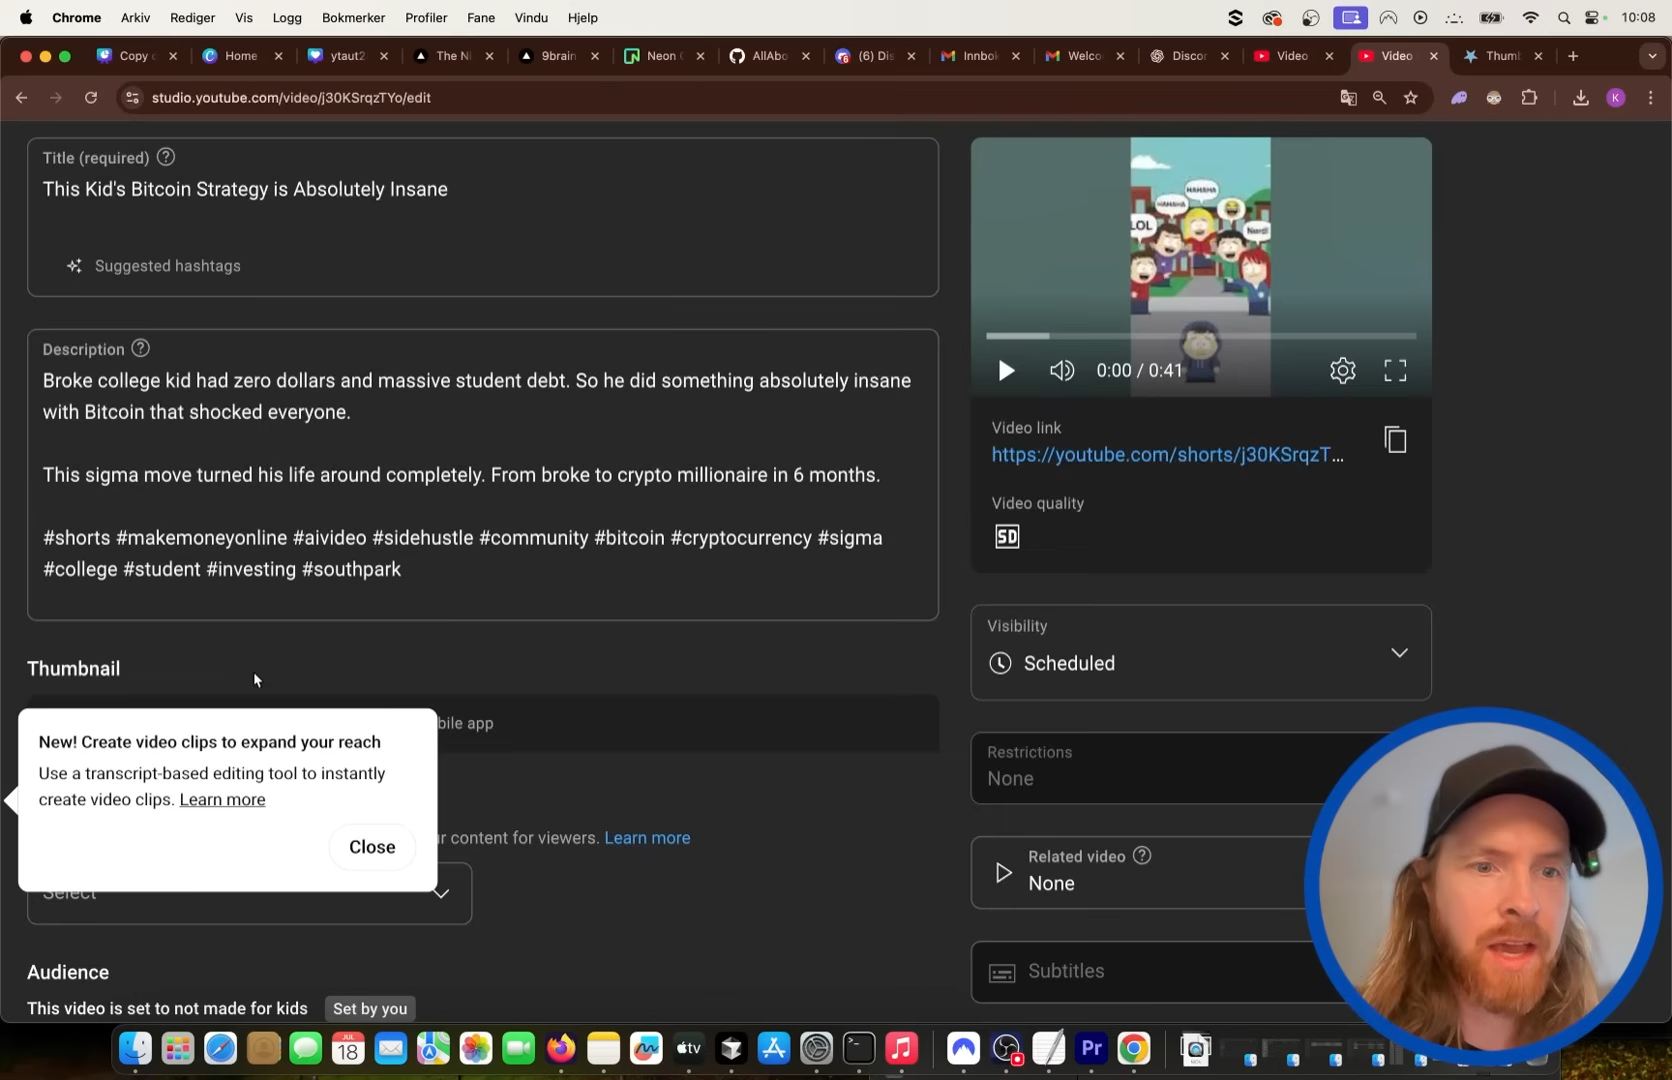 Chrome Arkiv Rediger Vis Logg Bokmerker Profiler Fane Vindu Hjelp 10:08
Copy Home ytaut2 The Ni 9brain Neon AllAbo (6) Dis Innbok Welco Discor Video Video Thumb
studio.youtube.com/video/j30KSrqzTYo/edit K
Title (required)
This Kid's Bitcoin Strategy is Absolutely Insane
Suggested hashtags
Description
Broke college kid had zero dollars and massive student debt. So he did something absolutely insane
with Bitcoin that shocked everyone.
This sigma move turned his life around completely. From broke to crypto millionaire in 6 months.
#shorts #makemoneyonline #aivideo #sidehustle #community #bitcoin #cryptocurrency #sigma
#college #student #investing #southpark
Thumbnail
bile app
New! Create video clips to expand your reach
Use a transcript-based editing tool to instantly
create video clips. Learn more
Close
r content for viewers. Learn more
Select
Audience
This video is set to not made for kids Set by you
HAHAHA
HAHAHA
LOL
Nerd!
0:00 / 0:41
Video link
https://youtube.com/shorts/j30KSrqzT...
Video quality
SD
Visibility
Scheduled
Restrictions
None
Related video
None
Subtitles
JUL
18
tv
Pr